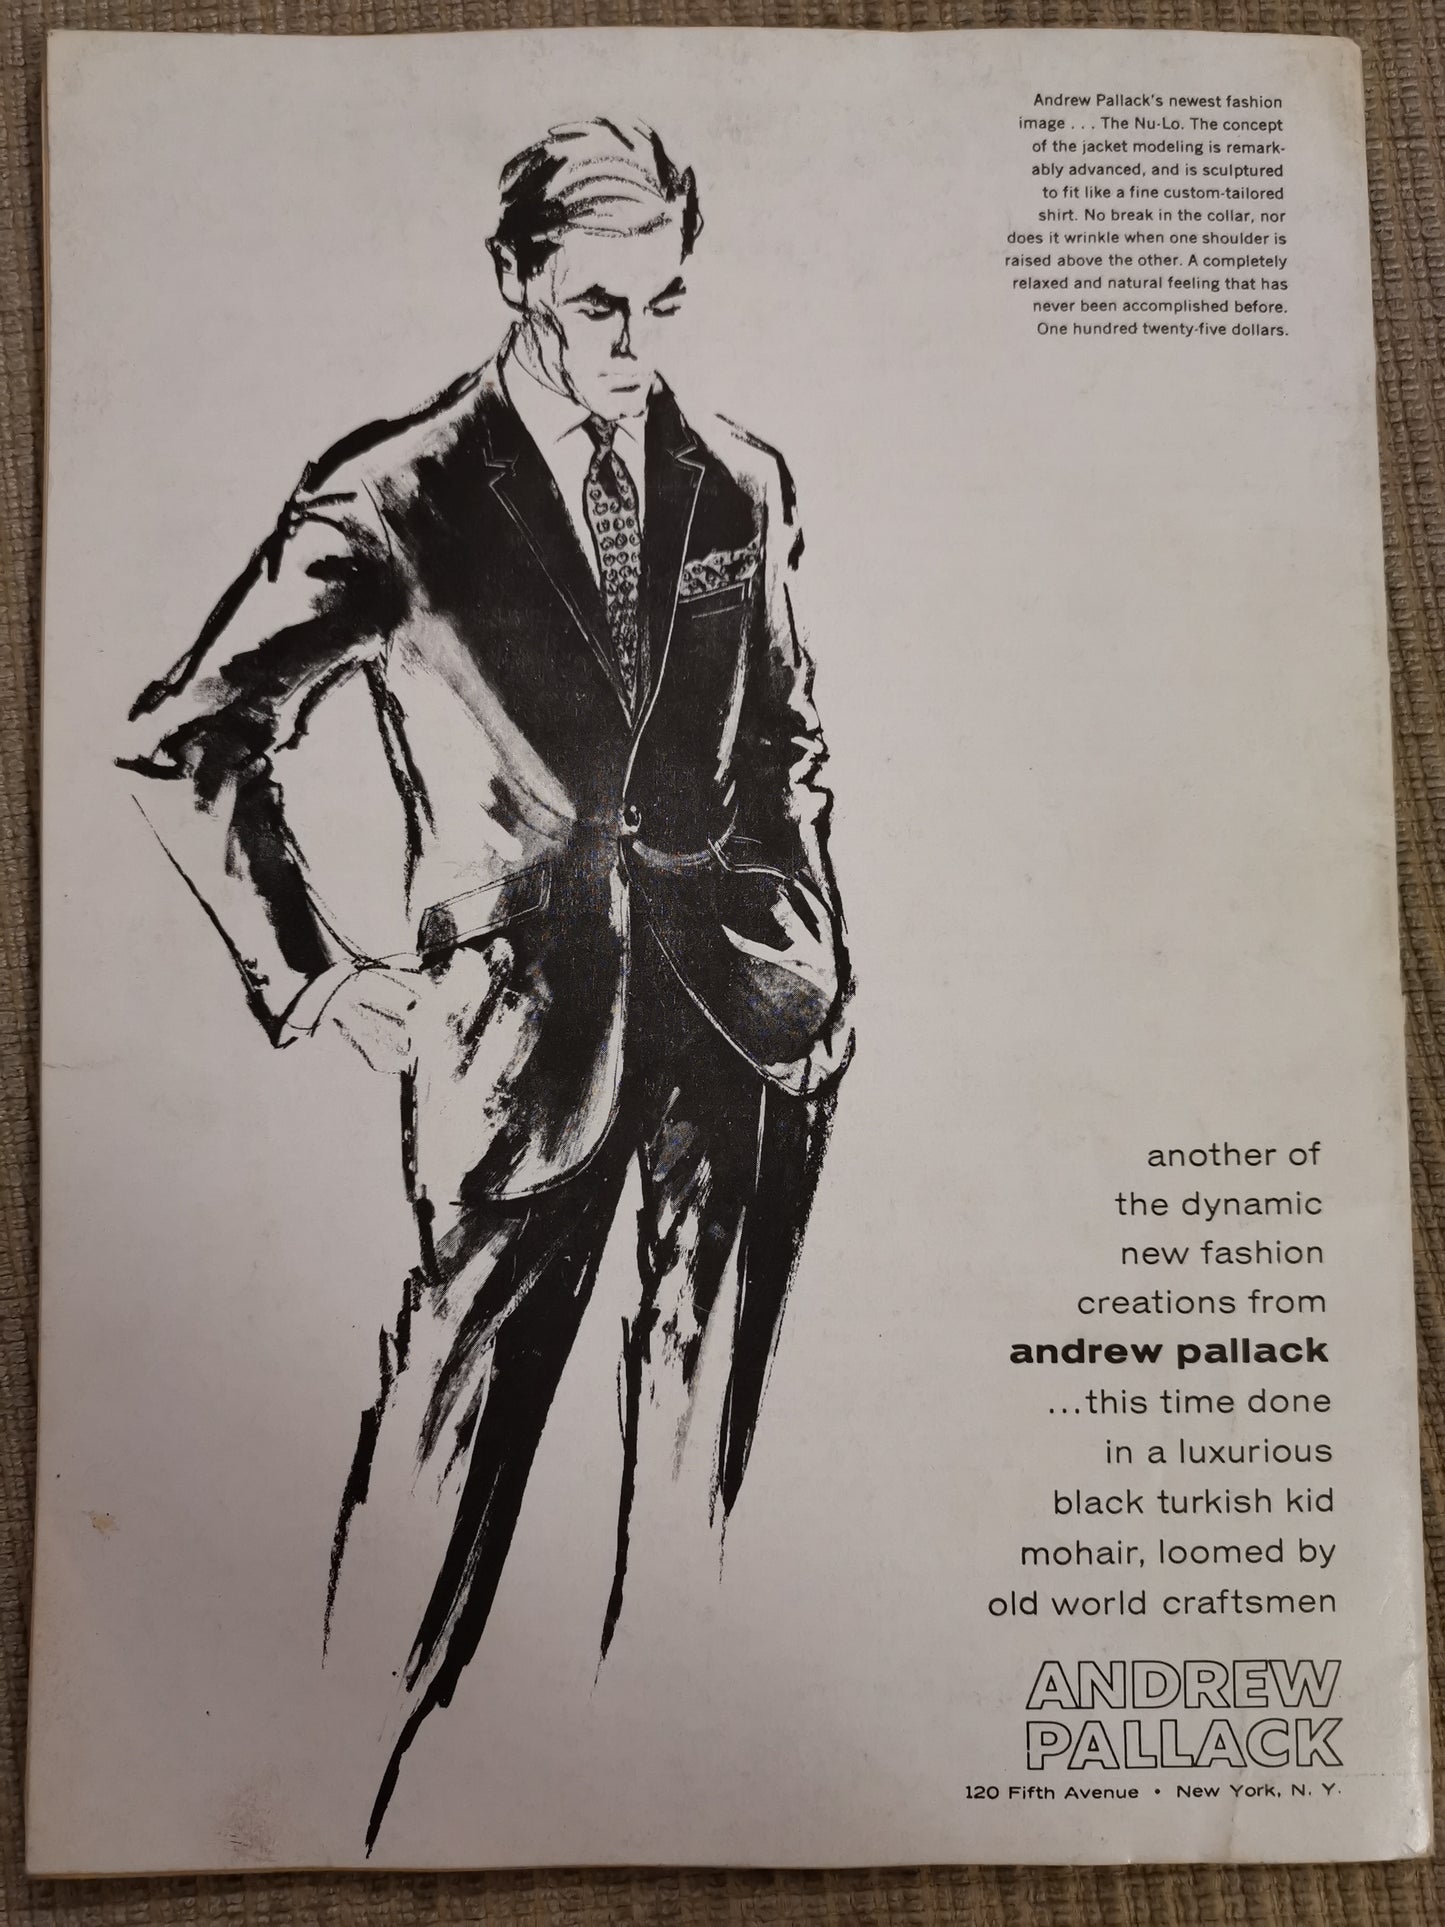 Andrew Pallack's newest fashion
image . . . The Nu-Lo. The concept
of the jacket modeling is remark-
ably advanced, and is sculptured
to fit like a fine custom-tailored
shirt. No break in the collar, nor
does it wrinkle when one shoulder is
raised above the other. A completely
relaxed and natural feeling that has
never been accomplished before.
One hundred twenty-five dollars.
another of
the dynamic
new fashion
creations from
andrew pallack
...this time done
in a luxurious
black turkish kid
mohair, loomed by
old world craftsmen
ANDREW
PALLACK
120 Fifth Avenue • New York, N. Y.